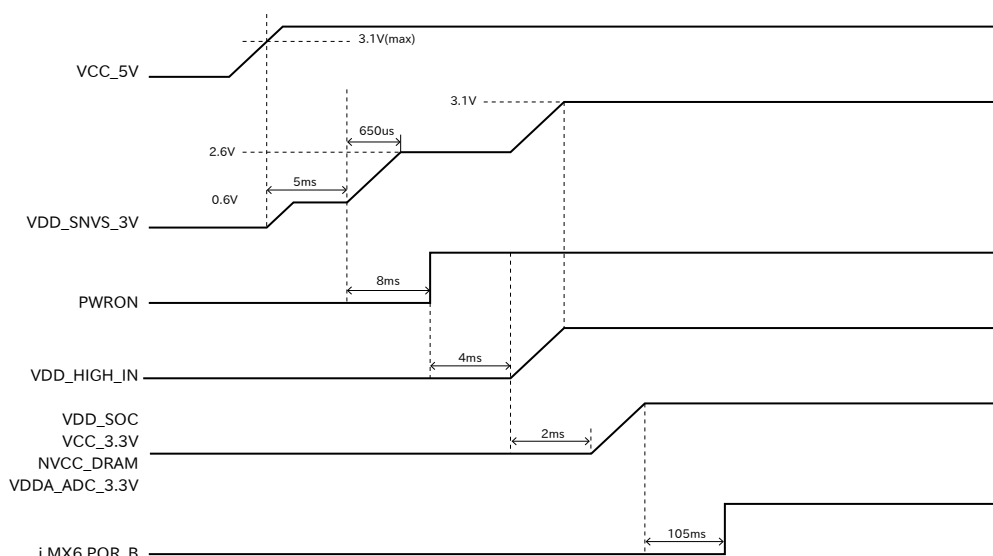 3.1V(max)
VCC_5V
3.1V
650us
2.6V
5ms
0.6V
VDD_SNVS_3V
8ms
PWRON
4ms
VDD_HIGH_IN
VDD_SOC
VCC_3.3V
2ms
NVCC_DRAM
VDDA_ADC_3.3V
105ms
i.MX6 POR_B